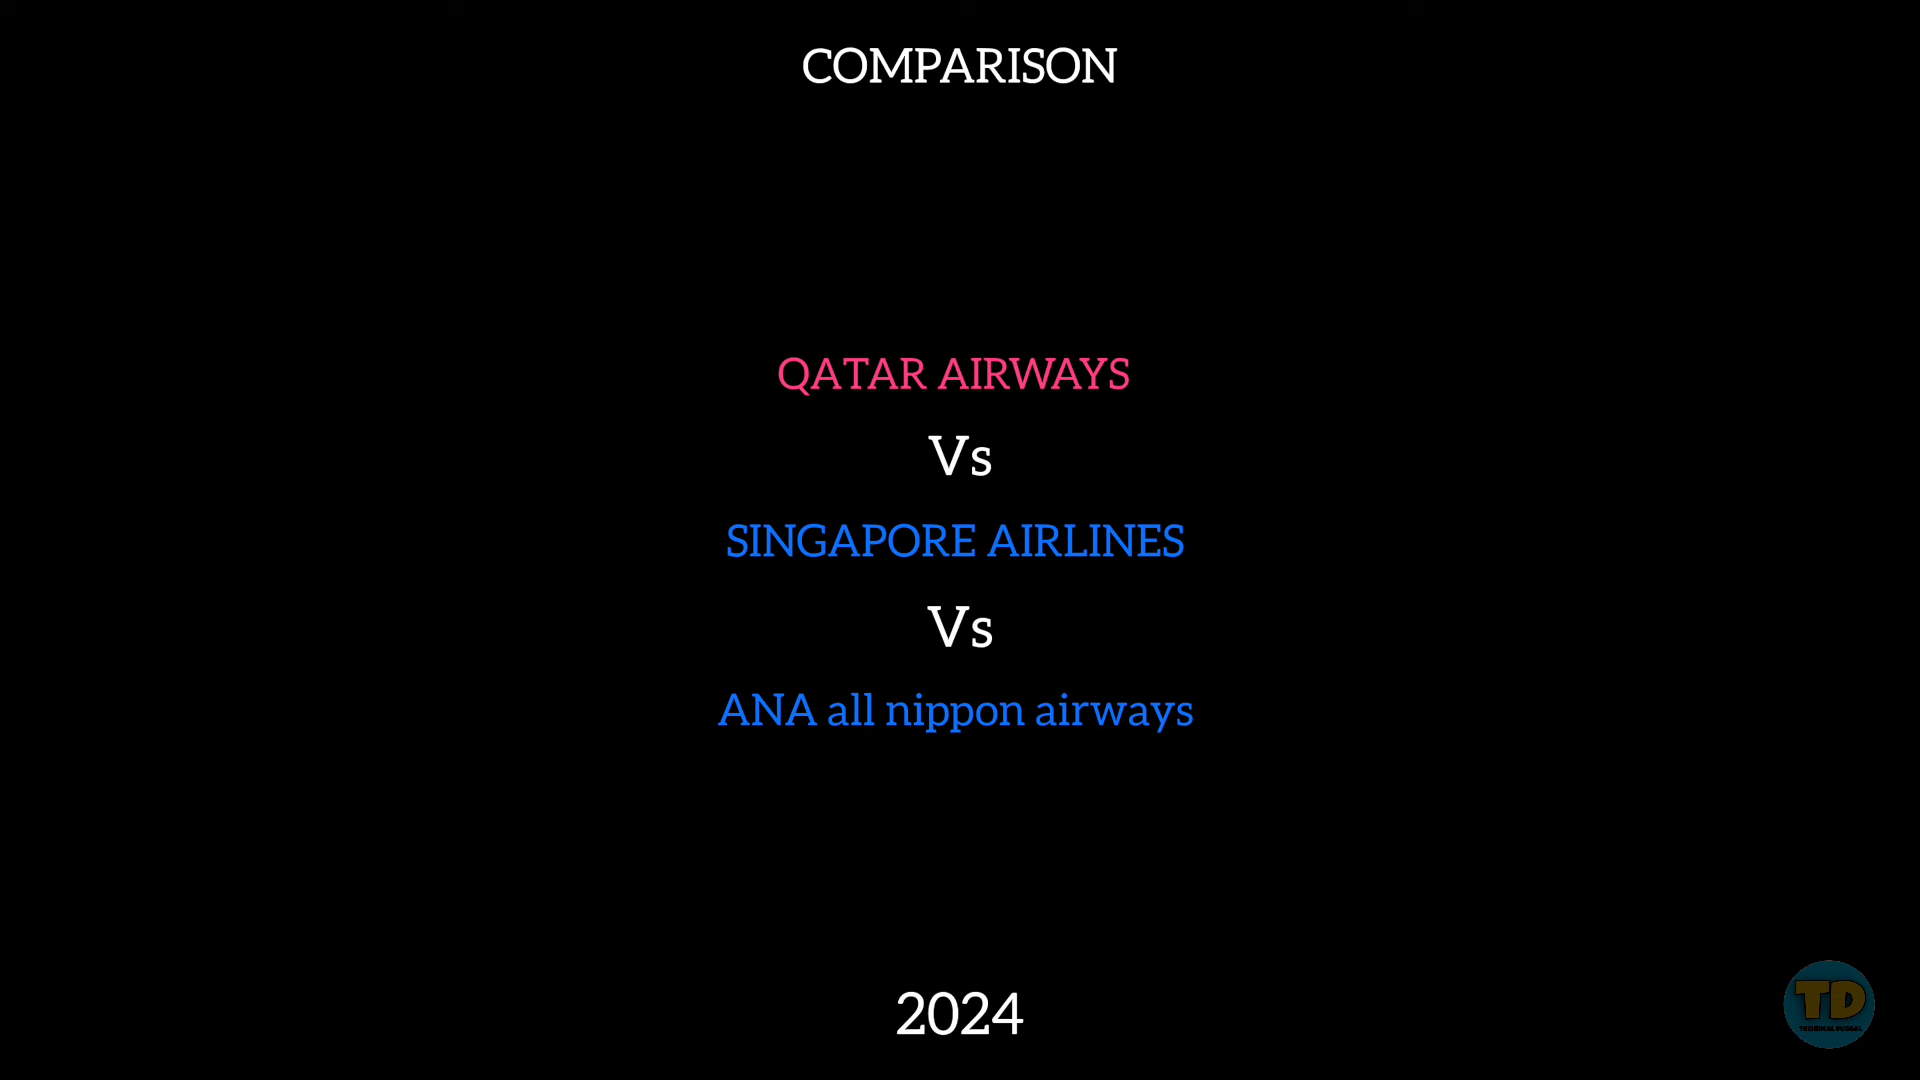 COMPARISON
QATAR AIRWAYS
Vs
SINGAPORE AIRLINES
Vs
ANA all nippon airways
2024
TD